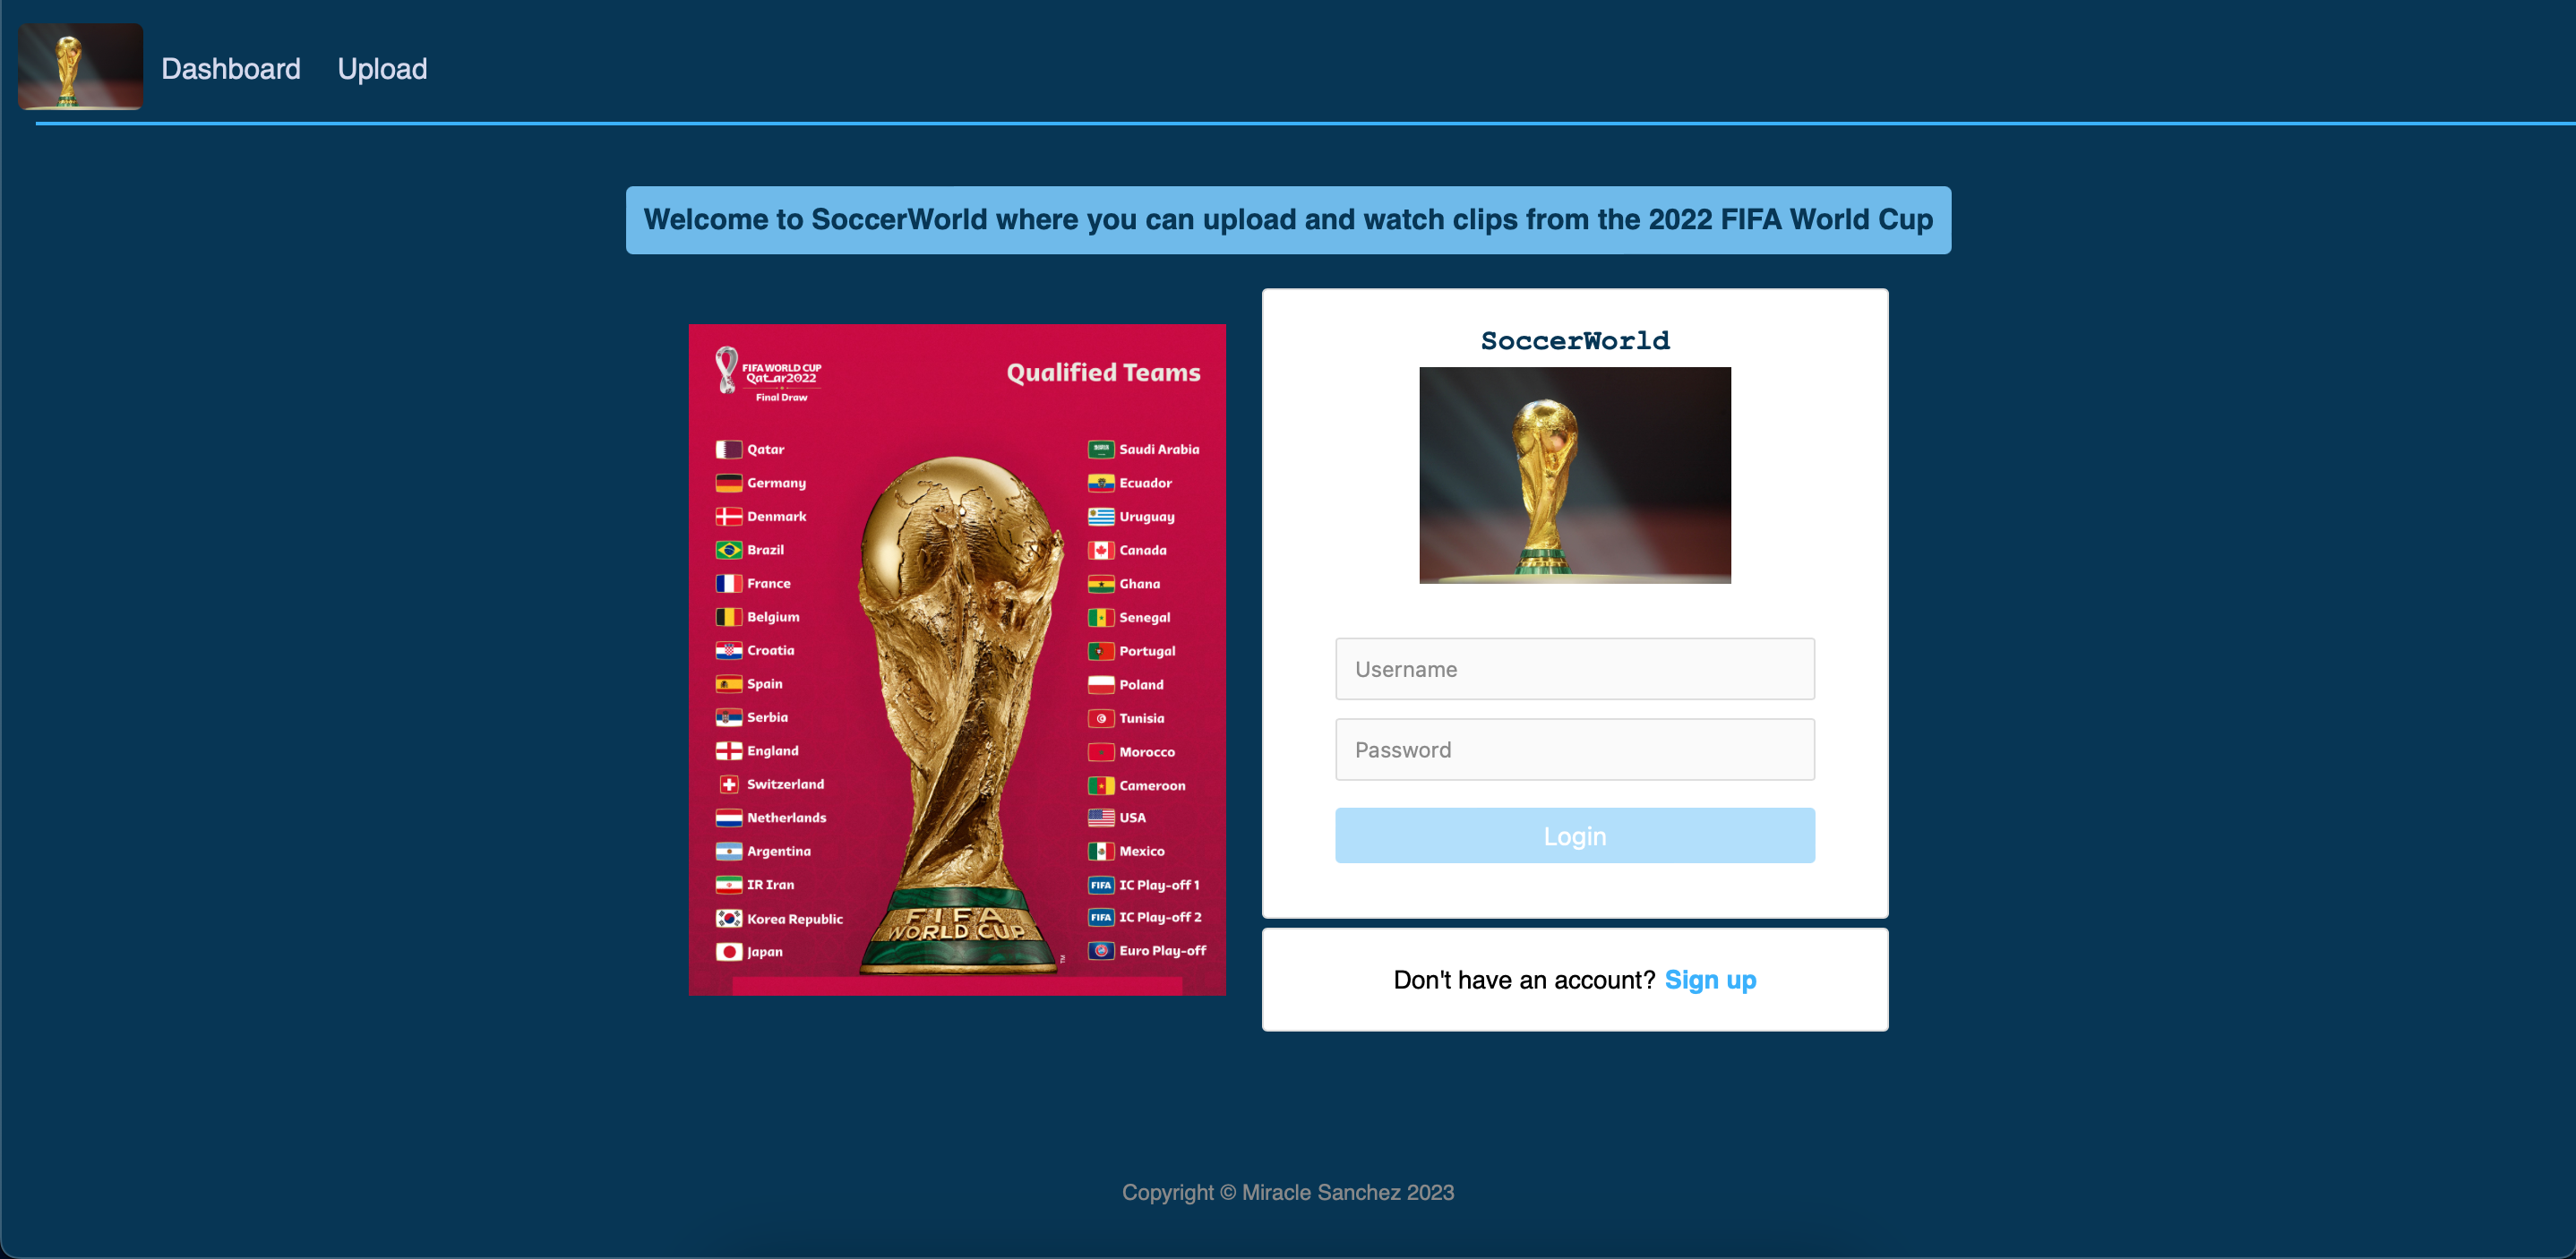 Dashboard
Upload
Welcome to SoccerWorld where you can upload and watch clips from the 2022 FIFA World Cup
FIFA WORLD CUP
Qatar2022
Final Draw
Qualified Teams
Qatar
Germany
Denmark
Brazil
France
Belgium
Croatia
Spain
Serbia
England
Switzerland
Netherlands
Argentina
IR Iran
Korea Republic
Japan
Saudi Arabia
Ecuador
Uruguay
Canada
Ghana
Senegal
Portugal
Poland
Tunisia
Morocco
Cameroon
USA
Mexico
FIFA IC Play-off 1
FIFA IC Play-off 2
Euro Play-off
FIFA
WORLD CUP
TM
SoccerWorld
Username
Password
Login
Don't have an account? Sign up
Copyright © Miracle Sanchez 2023